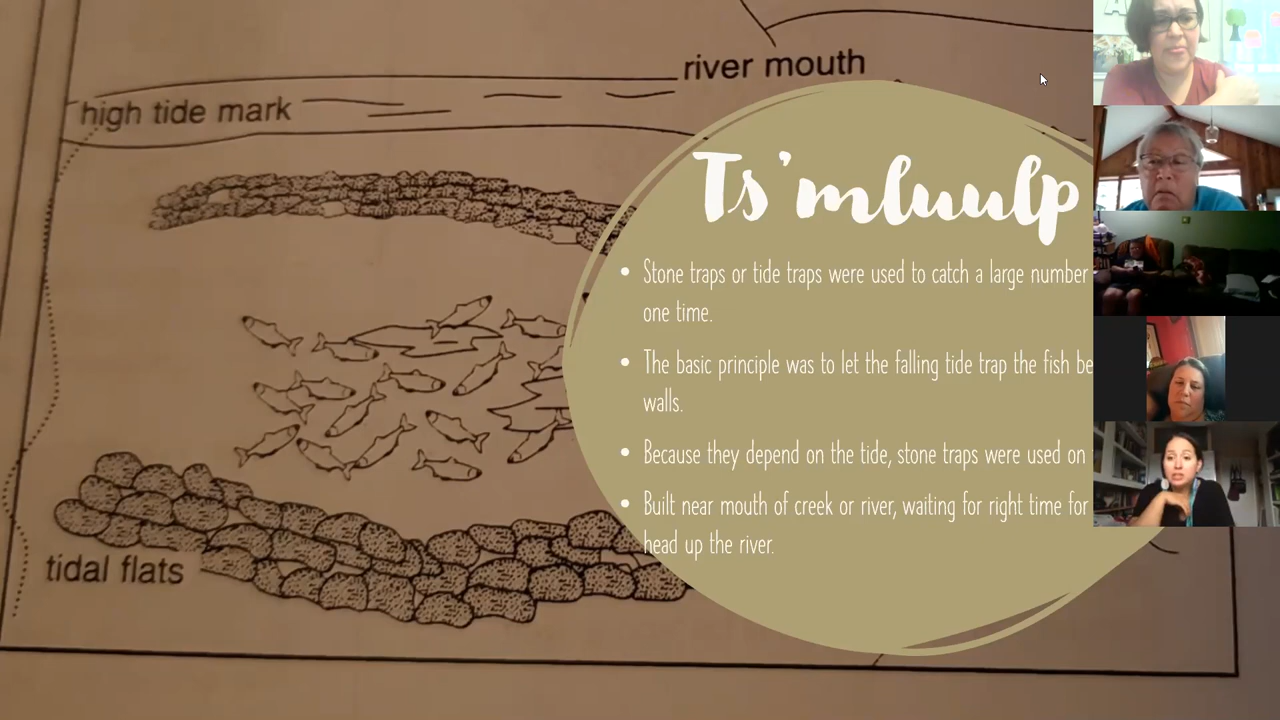 river mouth
high tide mark
Ts'mluulp
• Stone traps or tide traps were used to catch a large number
one time.
• The basic principle was to let the falling tide trap the fish
walls.
• Because they depend on the tide, stone traps were used on
• Built near mouth of creek or river, waiting for right time for
head up the river.
tidal flats